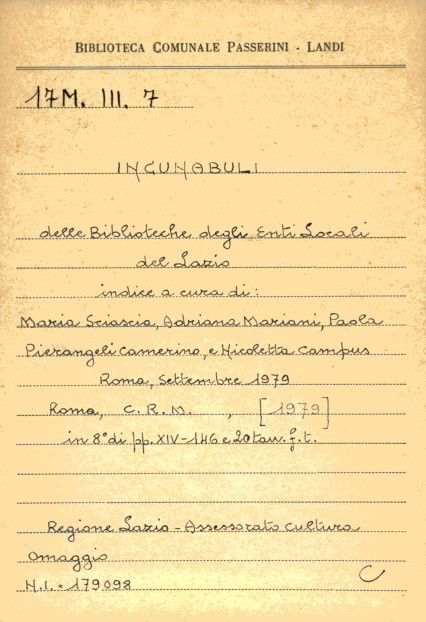 BIBLIOTECA COMUNALE PASSERINI - LANDI
17M. III. 7
INCUNABULI
delle Biblioteche degli Enti Locali
del Lazio
indice a cura di:
Maria Sciascia, Adriana Mariani, Paola
Pierangeli Camerino, e Nicoletta Campus
Roma, Settembre 1979
Roma, C. R. N. , [1979]
in 8° di pp. XIV-146 e 20 tav. f. t.
Regione Lazio - Assessorato cultura
Omaggio
N.I. = 179098
C